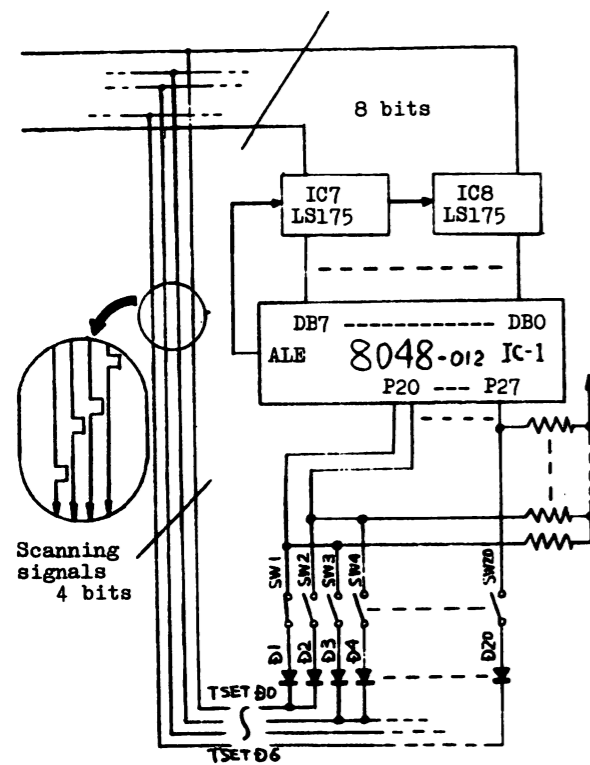 8 bits
IC7
LS175
IC8
LS175
DB7 ------------- DB0
ALE
8048-012 IC-1
P20 --- P27
Scanning
signals
4 bits
SW1
SW2
SW3
SW4
SW20
D1
D2
D3
D4
D20
TSET D0
TSET D6